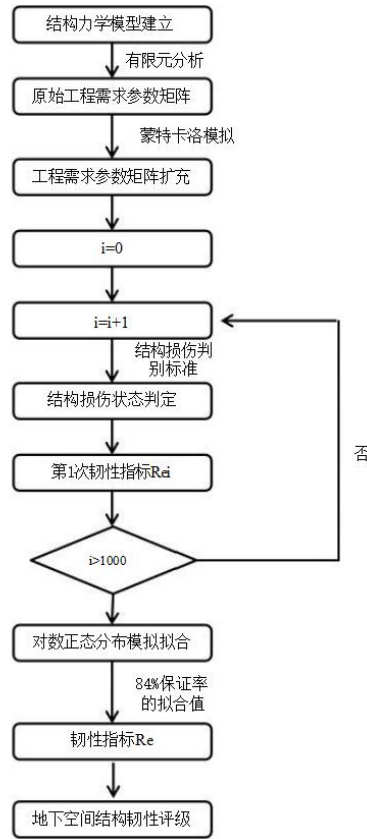 结构力学模型建立
有限元分析
原始工程需求参数矩阵
蒙特卡洛模拟
工程需求参数矩阵扩充
i=0
i=i+1
结构损伤判
别标准
结构损伤状态判定
第1次韧性指标Rei
否
i>1000
对数正态分布模拟拟合
84%保证率
的拟合值
韧性指标Re
地下空间结构韧性评级